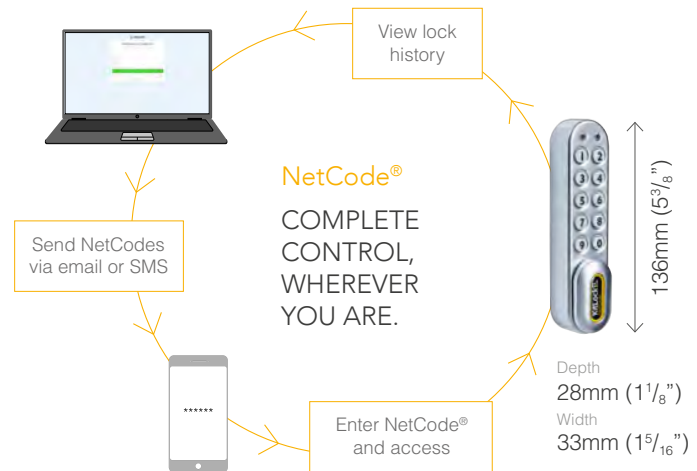 View lock
history
NetCode®
COMPLETE
CONTROL,
WHEREVER
YOU ARE.
Send NetCodes
via email or SMS
******
Enter NetCode®
and access
1 2
3 4
5 6
7 8
9 0
KitLock
136mm (5³/₈”)
Depth
28mm (1¹/₈”)
Width
33mm (1⁵/₁₆”)